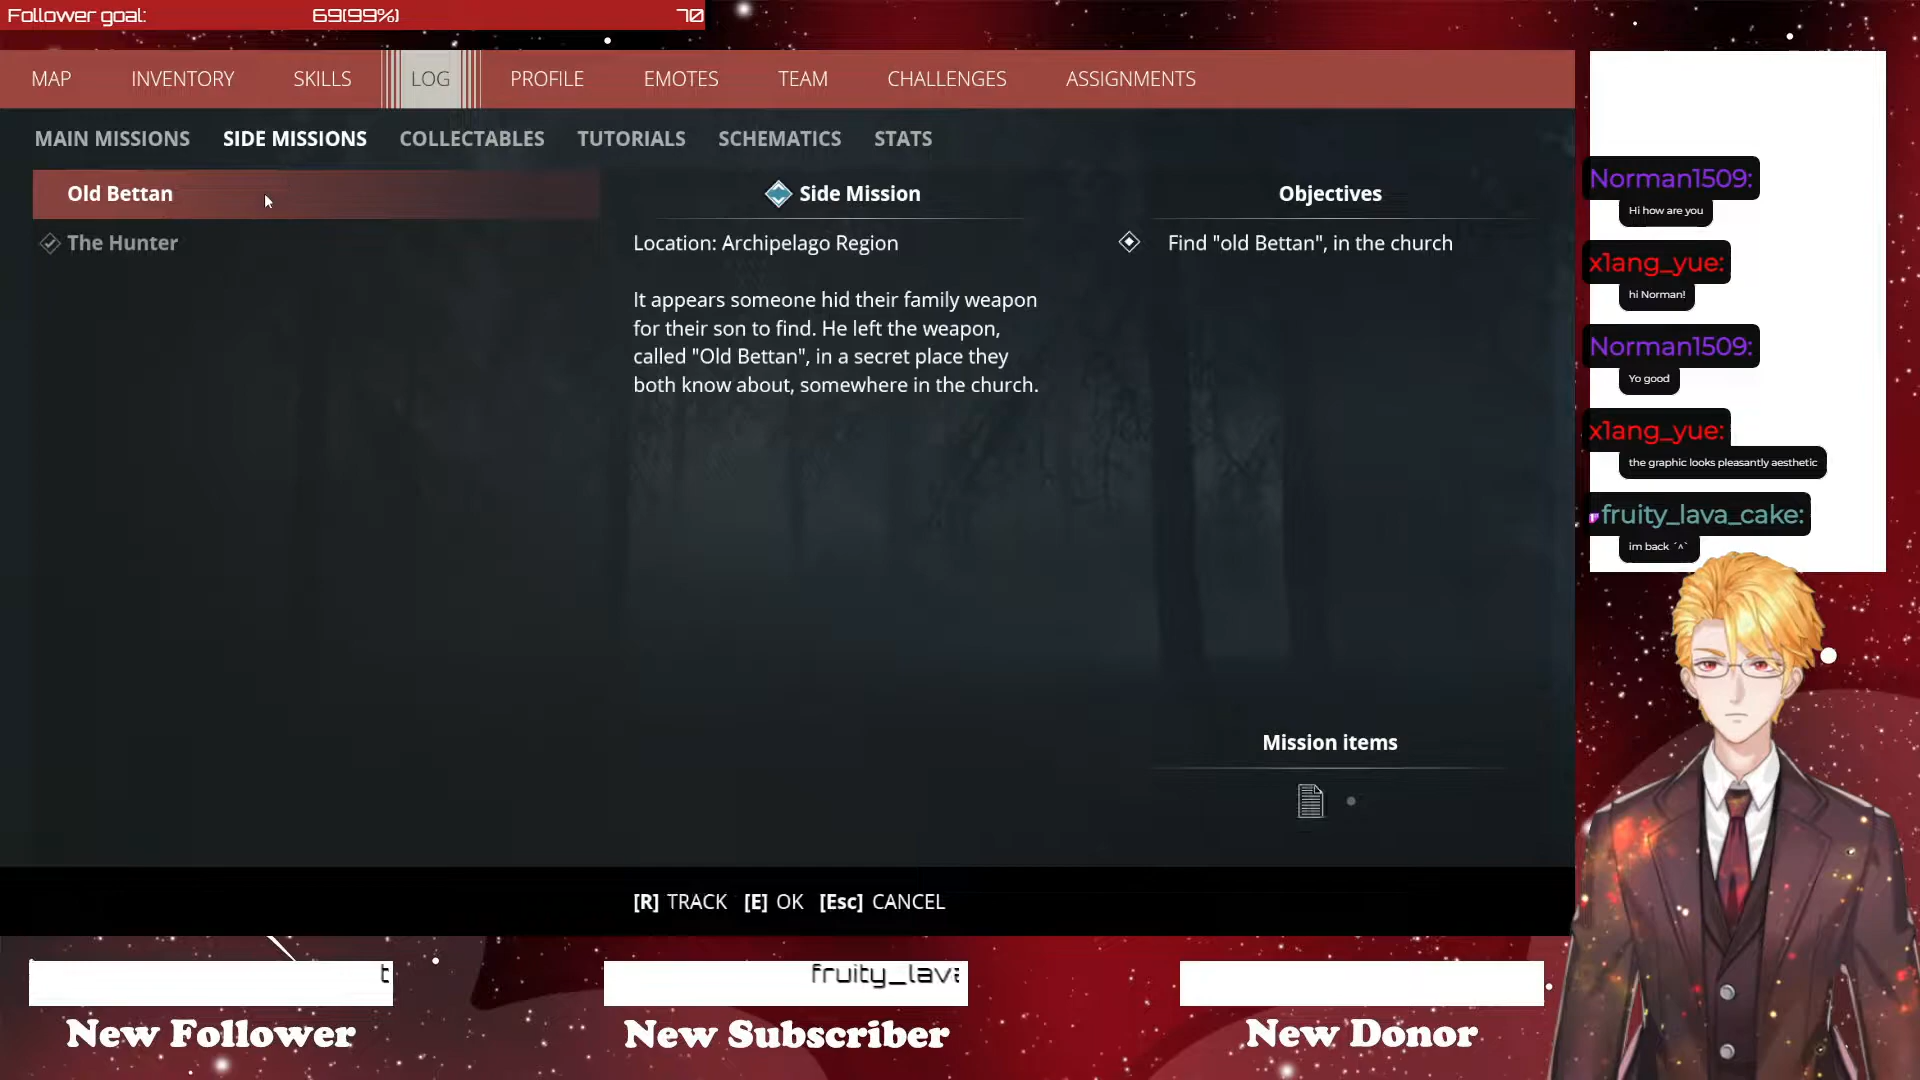 Follower goal: 69(99%) 70
MAP INVENTORY SKILLS LOG PROFILE EMOTES TEAM CHALLENGES ASSIGNMENTS
MAIN MISSIONS SIDE MISSIONS COLLECTABLES TUTORIALS SCHEMATICS STATS
Old Bettan
The Hunter
Side Mission
Location: Archipelago Region
It appears someone hid their family weapon
for their son to find. He left the weapon,
called "Old Bettan", in a secret place they
both know about, somewhere in the church.
Objectives
Find "old Bettan", in the church
Mission items
[R] TRACK [E] OK [Esc] CANCEL
Norman1509:
Hi how are you
x1ang_yue:
hi Norman!
Norman1509:
Yo good
x1ang_yue:
the graphic looks pleasantly aesthetic
fruity_lava_cake:
im back ´^`
t
New Follower
fruity_lava
New Subscriber
New Donor